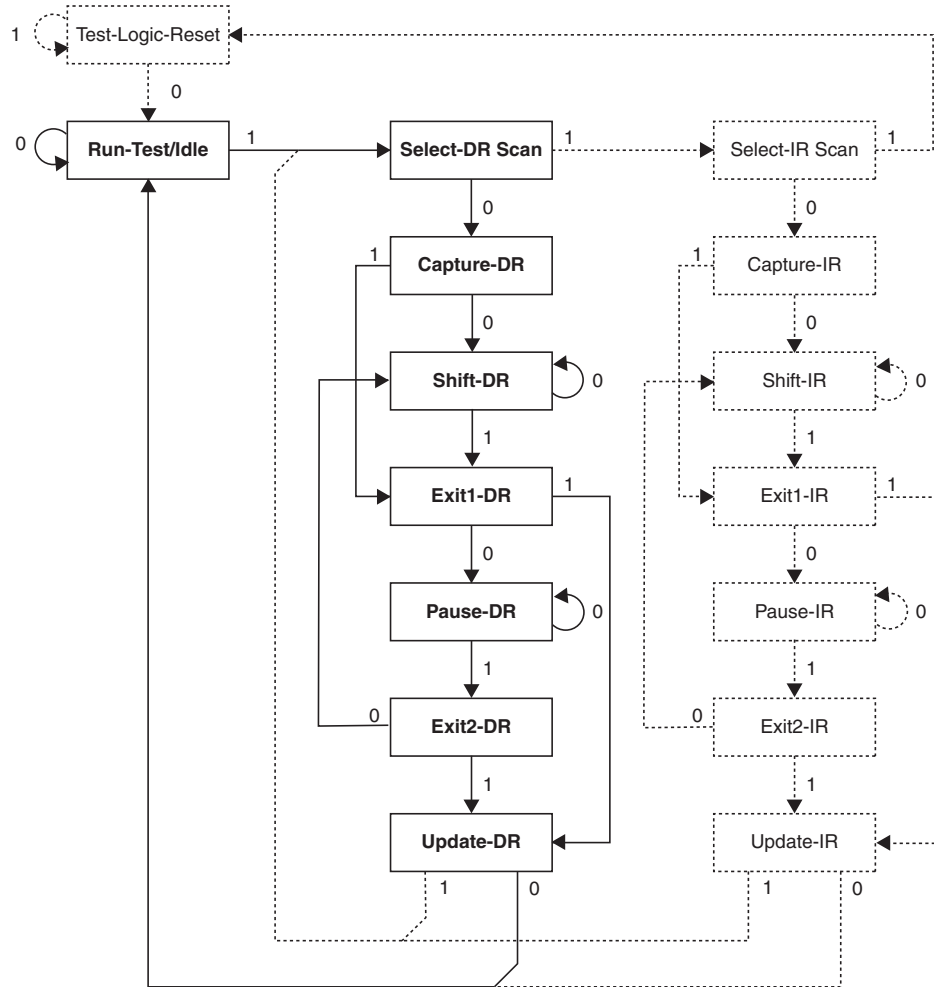 1
Test-Logic-Reset
0
0
Run-Test/Idle
1
Select-DR Scan
1
Select-IR Scan
1
0
0
1
Capture-DR
1
Capture-IR
0
0
Shift-DR
0
Shift-IR
0
1
1
Exit1-DR
1
Exit1-IR
1
0
0
Pause-DR
0
Pause-IR
0
1
1
0
Exit2-DR
0
Exit2-IR
1
1
Update-DR
Update-IR
1
0
1
0